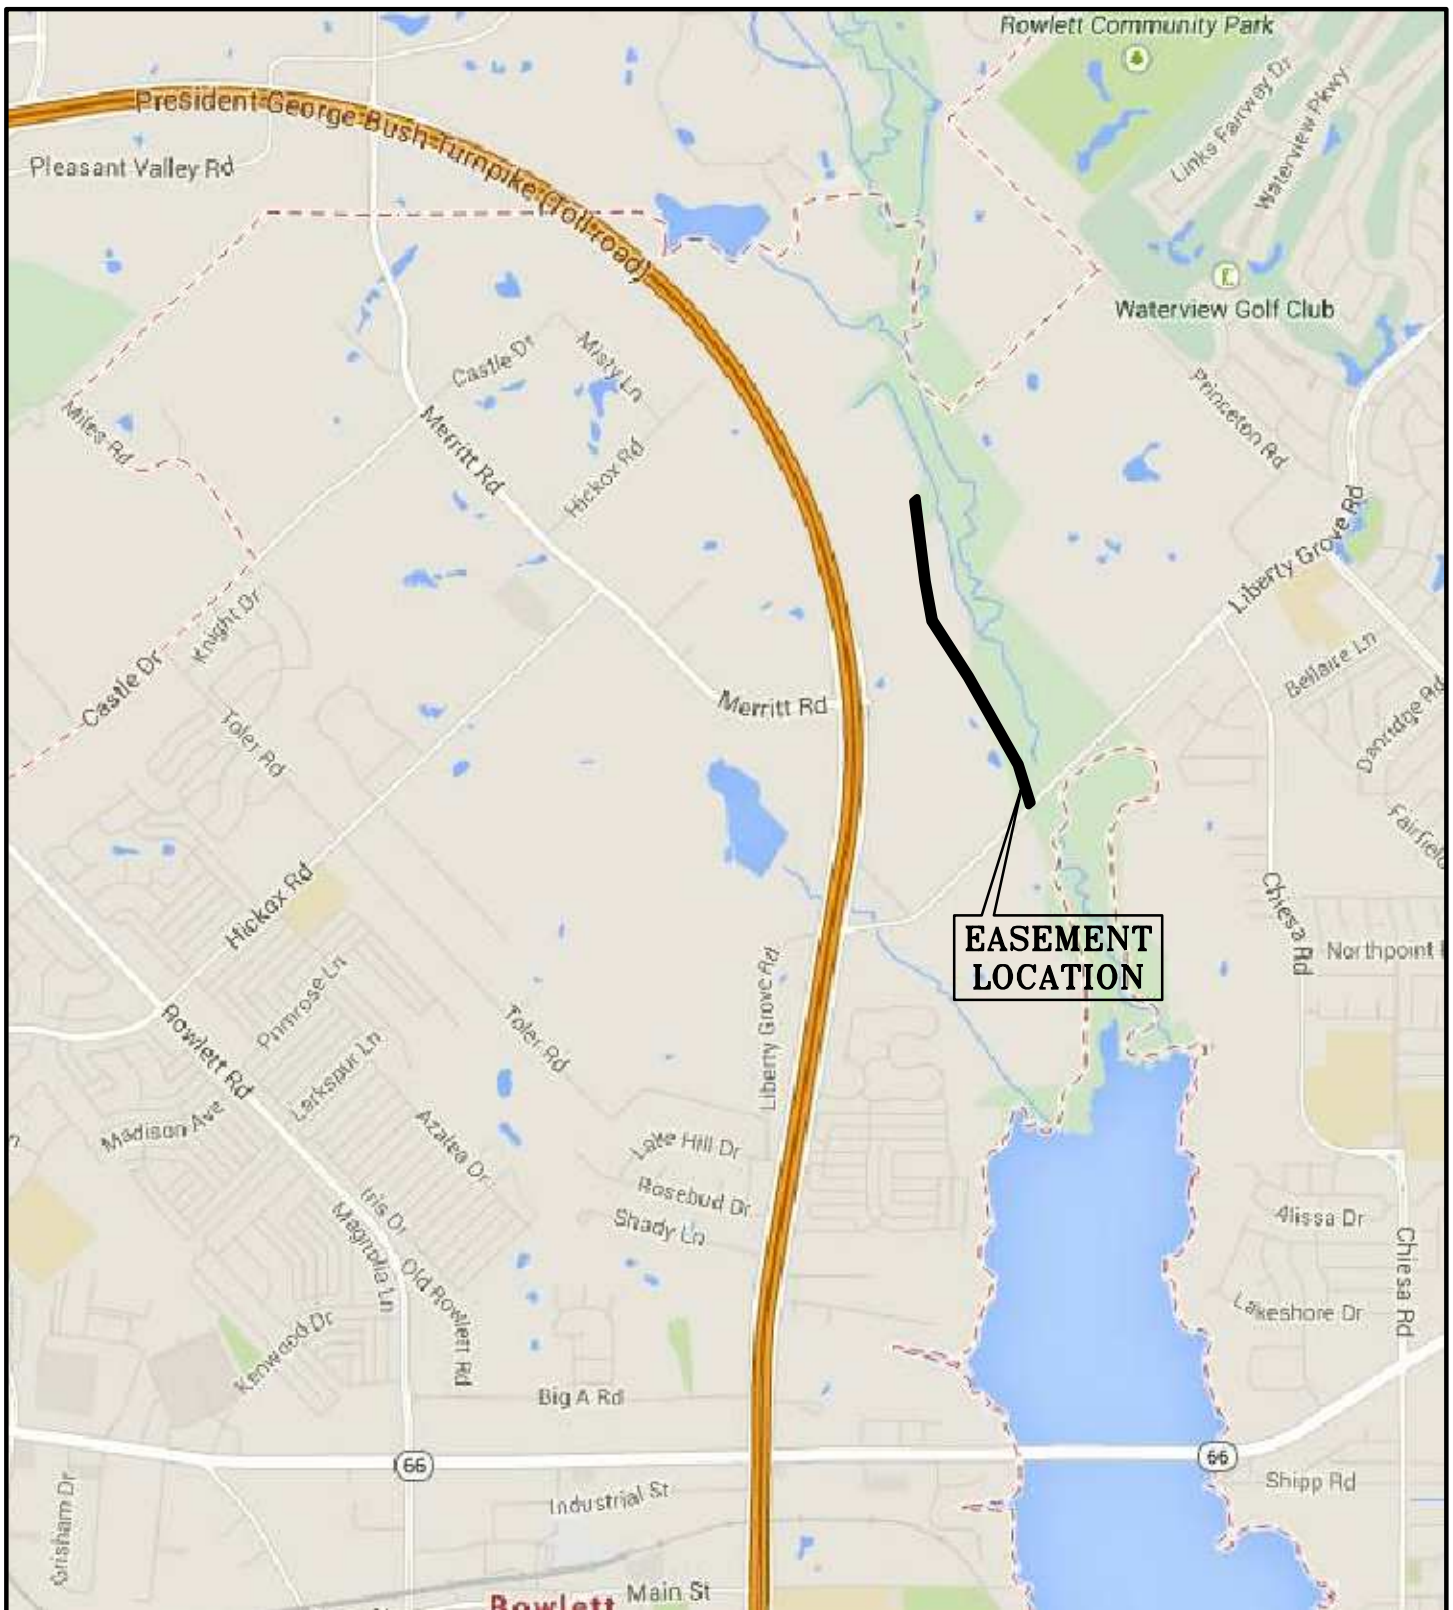 Rowlett Community Park
President George Bush Turnpike (Toll road)
Links Fairway Dr
Waterview Pkwy
Pleasant Valley Rd
Waterview Golf Club
Castle Dr
Misty Ln
Miles Rd
Merritt Rd
Hickox Rd
Princeton Rd
Liberty Grove Rd
Knight Dr
Castle Dr
Toler Rd
Merritt Rd
Bellaire Ln
Danridge Rd
Fairfield
Hickox Rd
Chiesa Rd
EASEMENT
LOCATION
Northpoint
Primrose Ln
Rowlett Rd
Toler Rd
Liberty Grove Rd
Larkspur Ln
Madison Ave
Azalea Dr
Lake Hill Dr
Rosebud Dr
Shady Ln
Iris Dr
Magnolia Ln
Old Rowlett Rd
Alissa Dr
Chiesa Rd
Lakeshore Dr
Kenwood Dr
Big A Rd
66
66
Shipp Rd
Grisham Dr
Industrial St
Main St
Rowlett